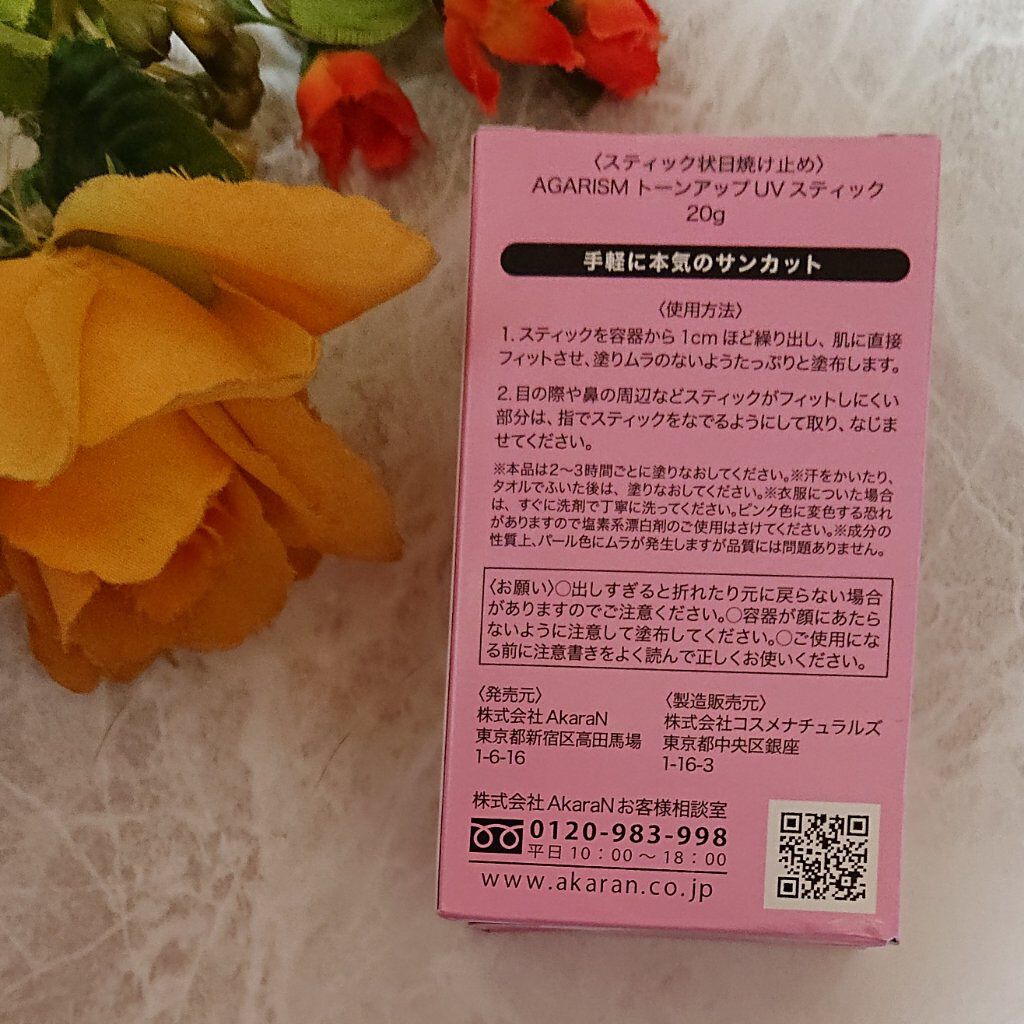 〈スティック状日焼け止め〉
AGARISM トーンアップ UV スティック
20g
手軽に本気のサンカット
〈使用方法〉
1. スティックを容器から 1cm ほど繰り出し、肌に直接
フィットさせ、塗りムラのないようたっぷりと塗布します。
2. 目の際や鼻の周辺などスティックがフィットしにくい
部分は、指でスティックをなでるようにして取り、なじま
せてください。
※本品は2〜3時間ごとに塗りなおしてください。※汗をかいたり、
タオルでふいた後は、塗りなおしてください。※衣服についた場合
は、すぐに洗剤で丁寧に洗ってください。ピンク色に変色する恐れ
がありますので塩素系漂白剤のご使用はさけてください。※成分の
性質上、パール色にムラが発生しますが品質には問題ありません。
〈お願い〉○出しすぎると折れたり元に戻らない場合
がありますのでご注意ください。○容器が顔にあたら
ないように注意して塗布してください。○ご使用にな
る前に注意書きをよく読んで正しくお使いください。
〈発売元〉
株式会社 AkaraN
東京都新宿区高田馬場
1-6-16
〈製造販売元〉
株式会社コスメナチュラルズ
東京都中央区銀座
1-16-3
株式会社 AkaraN お客様相談室
0120-983-998
平日 10：00 〜 18：00
www.akaran.co.jp